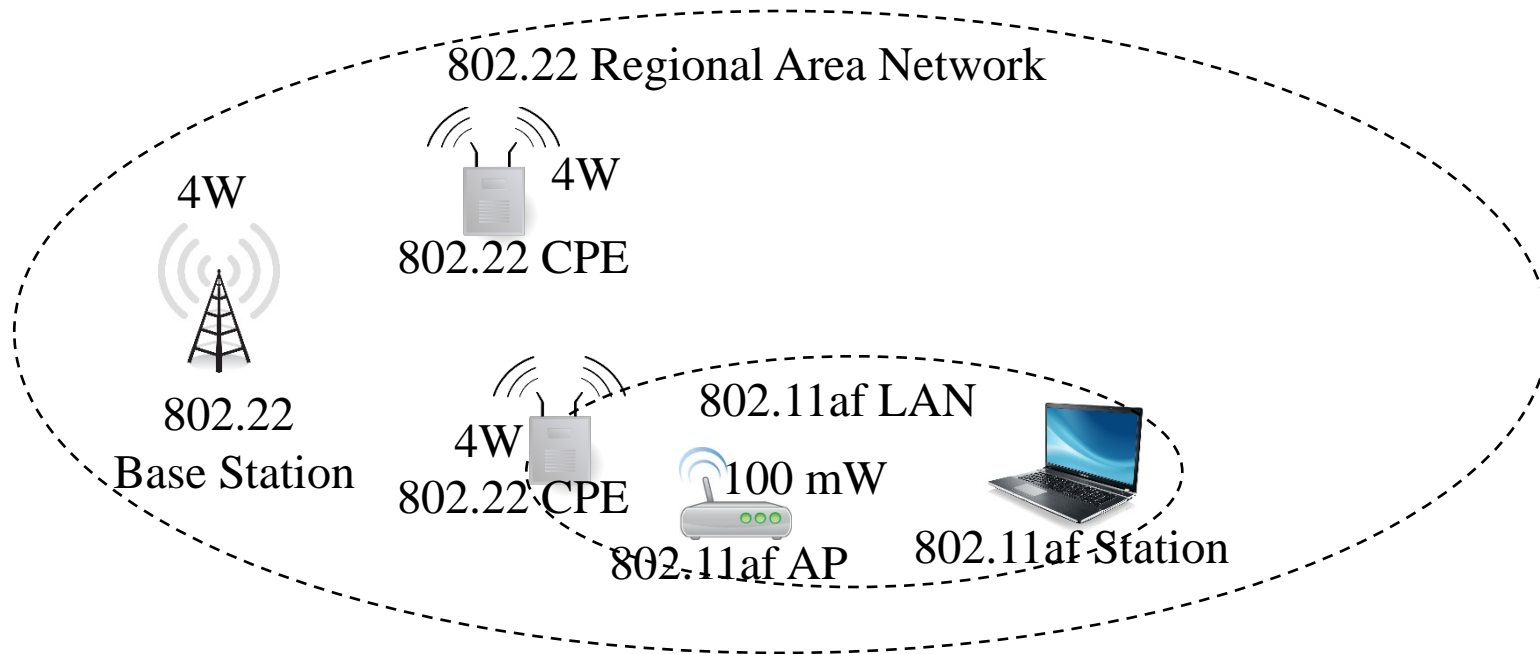 802.22 Regional Area Network
4W
4W
802.22 CPE
802.22
Base Station
4W
802.22 CPE
802.11af LAN
100 mW
802.11af AP
802.11af Station